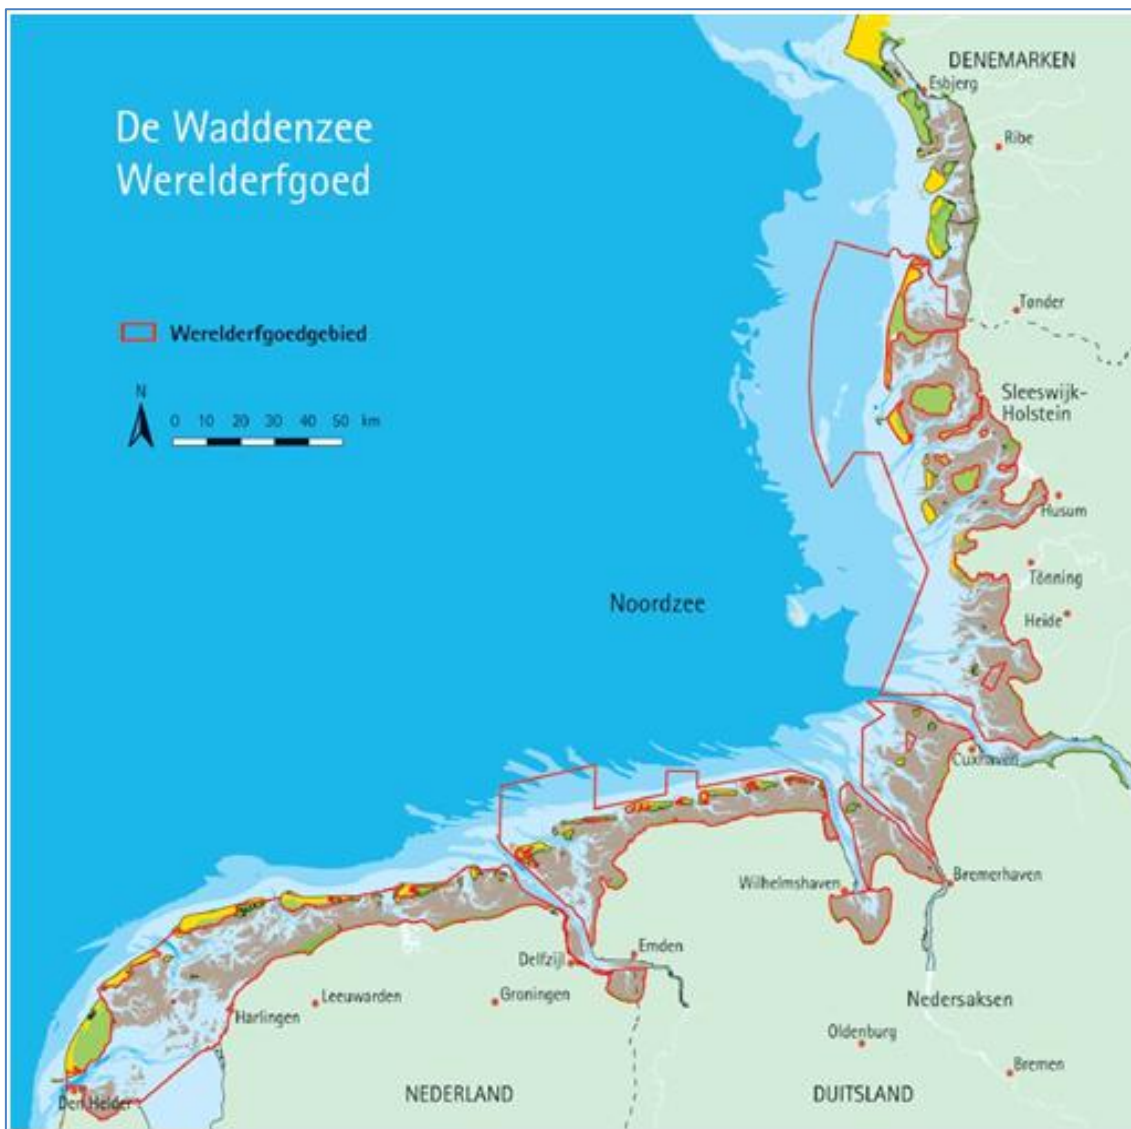 DENEMARKEN
Esbjerg
De Waddenzee
Werelderfgoed
Ribe
Tønder
Werelderfgoedgebied
N
0 10 20 30 40 50 km
Sleeswijk-
Holstein
Husum
Tönning
Noordzee
Heide
Cuxhaven
Wilhelmshaven
Bremerhaven
Delfzijl
Emden
Leeuwarden
Groningen
Nedersaksen
Harlingen
Oldenburg
Bremen
Den Helder
NEDERLAND
DUITSLAND